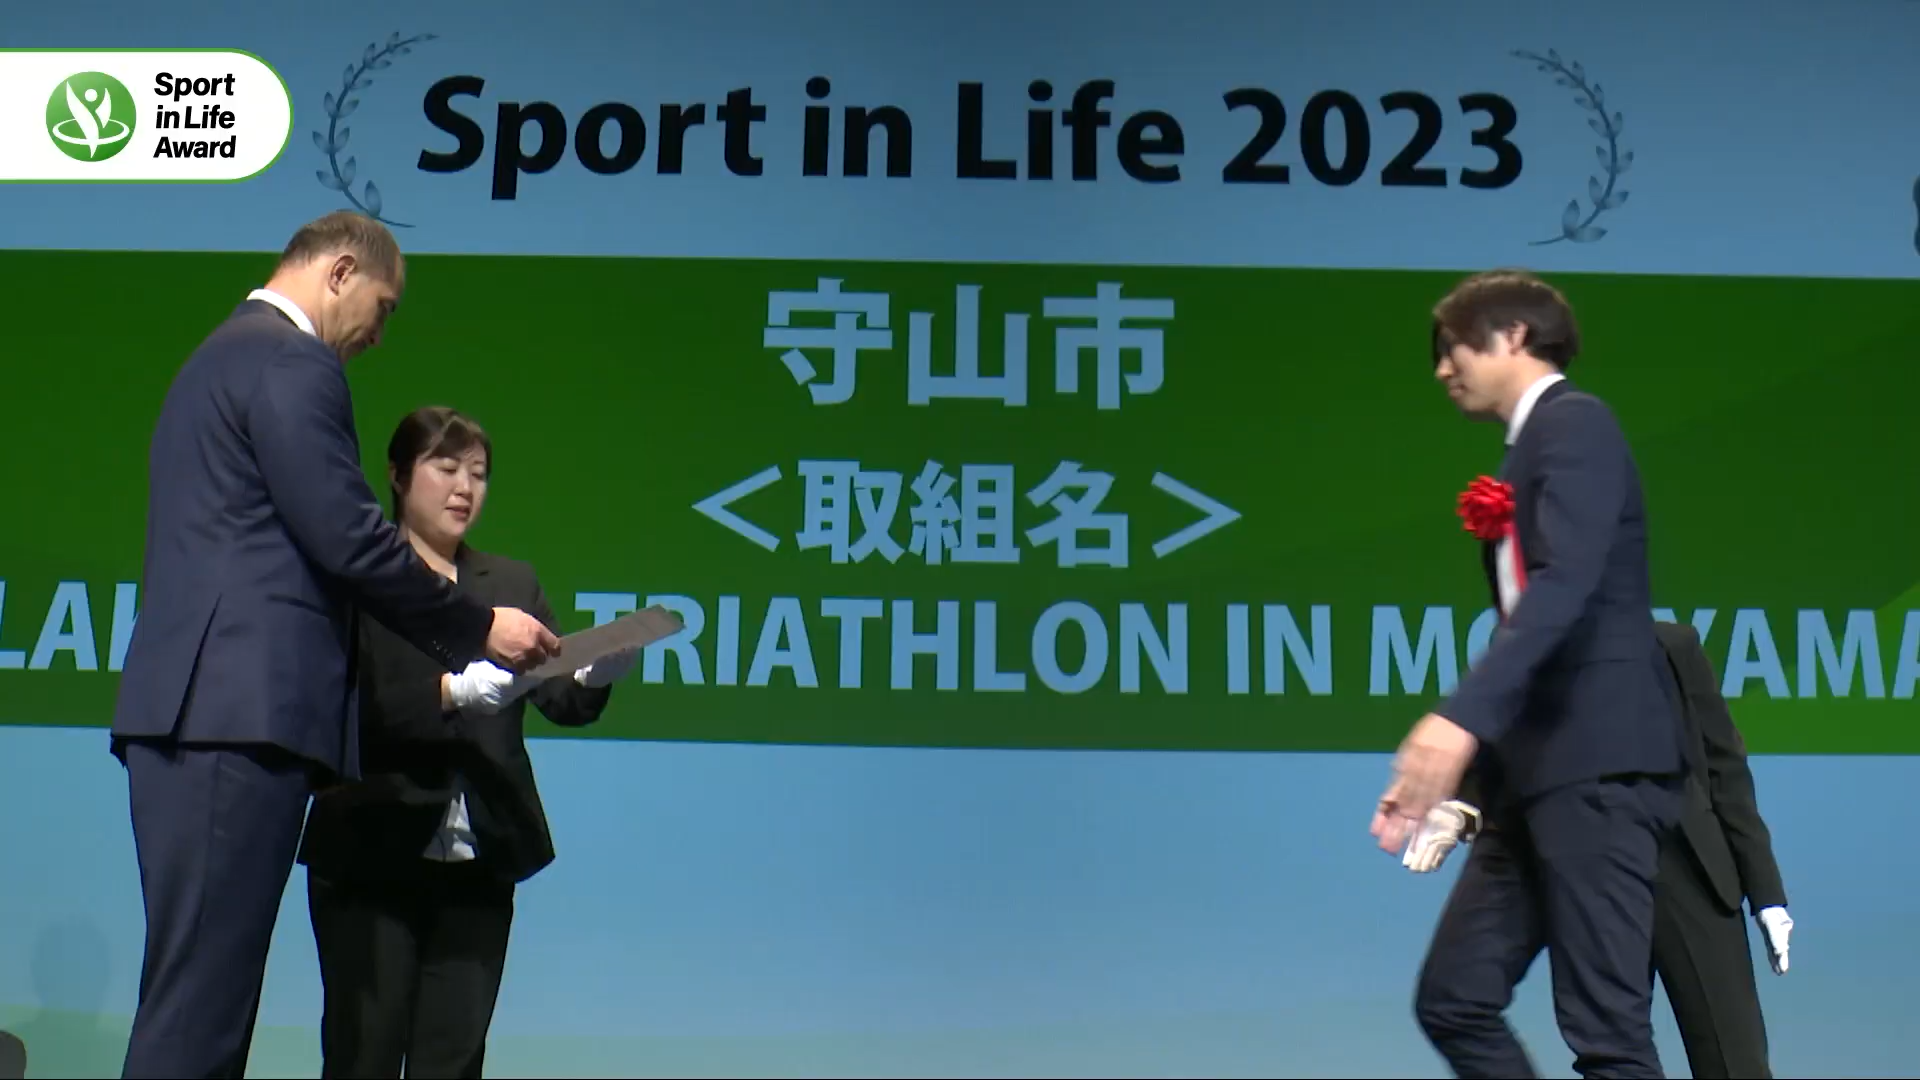 Sport
in Life
Award
Sport in Life 2023
守山市
＜取組名＞
TRIATHLON IN